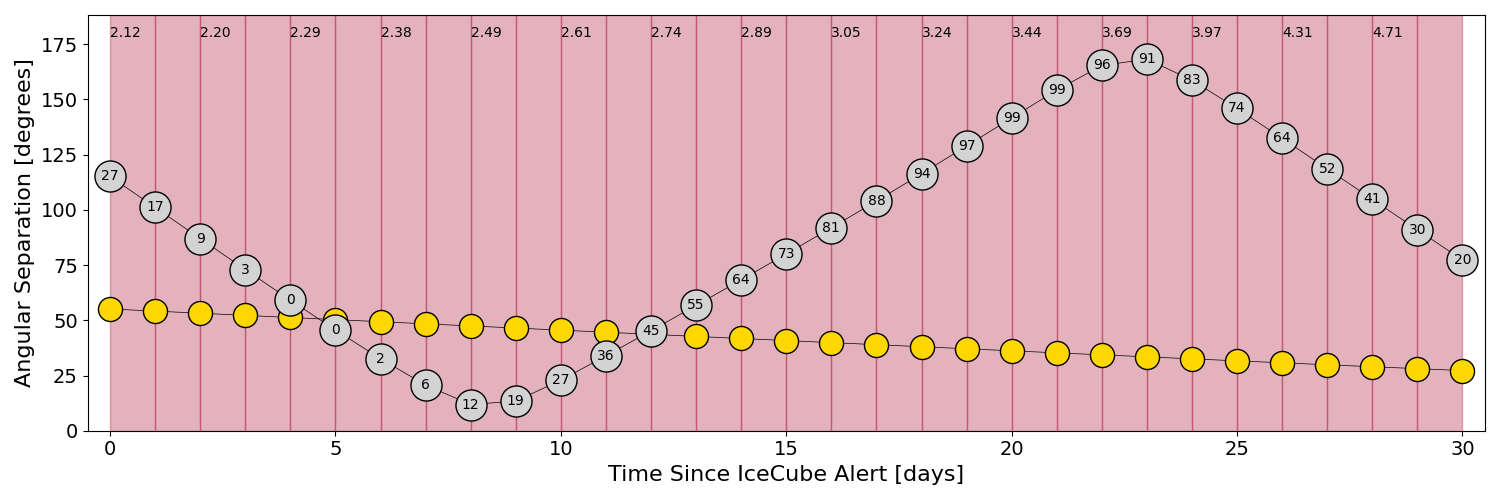 2.12 2.20 2.29 2.38 2.49 2.61 2.74 2.89 3.05 3.24 3.44 3.69 3.97 4.31 4.71
175
150
125
100
75
50
25
0
Angular Separation [degrees]
27 17 9 3 0 0 2 6 12 19 27 36 45 55 64 73 81 88 94 97 99 99 96 91 83 74 64 52 41 30 20
0 5 10 15 20 25 30
Time Since IceCube Alert [days]